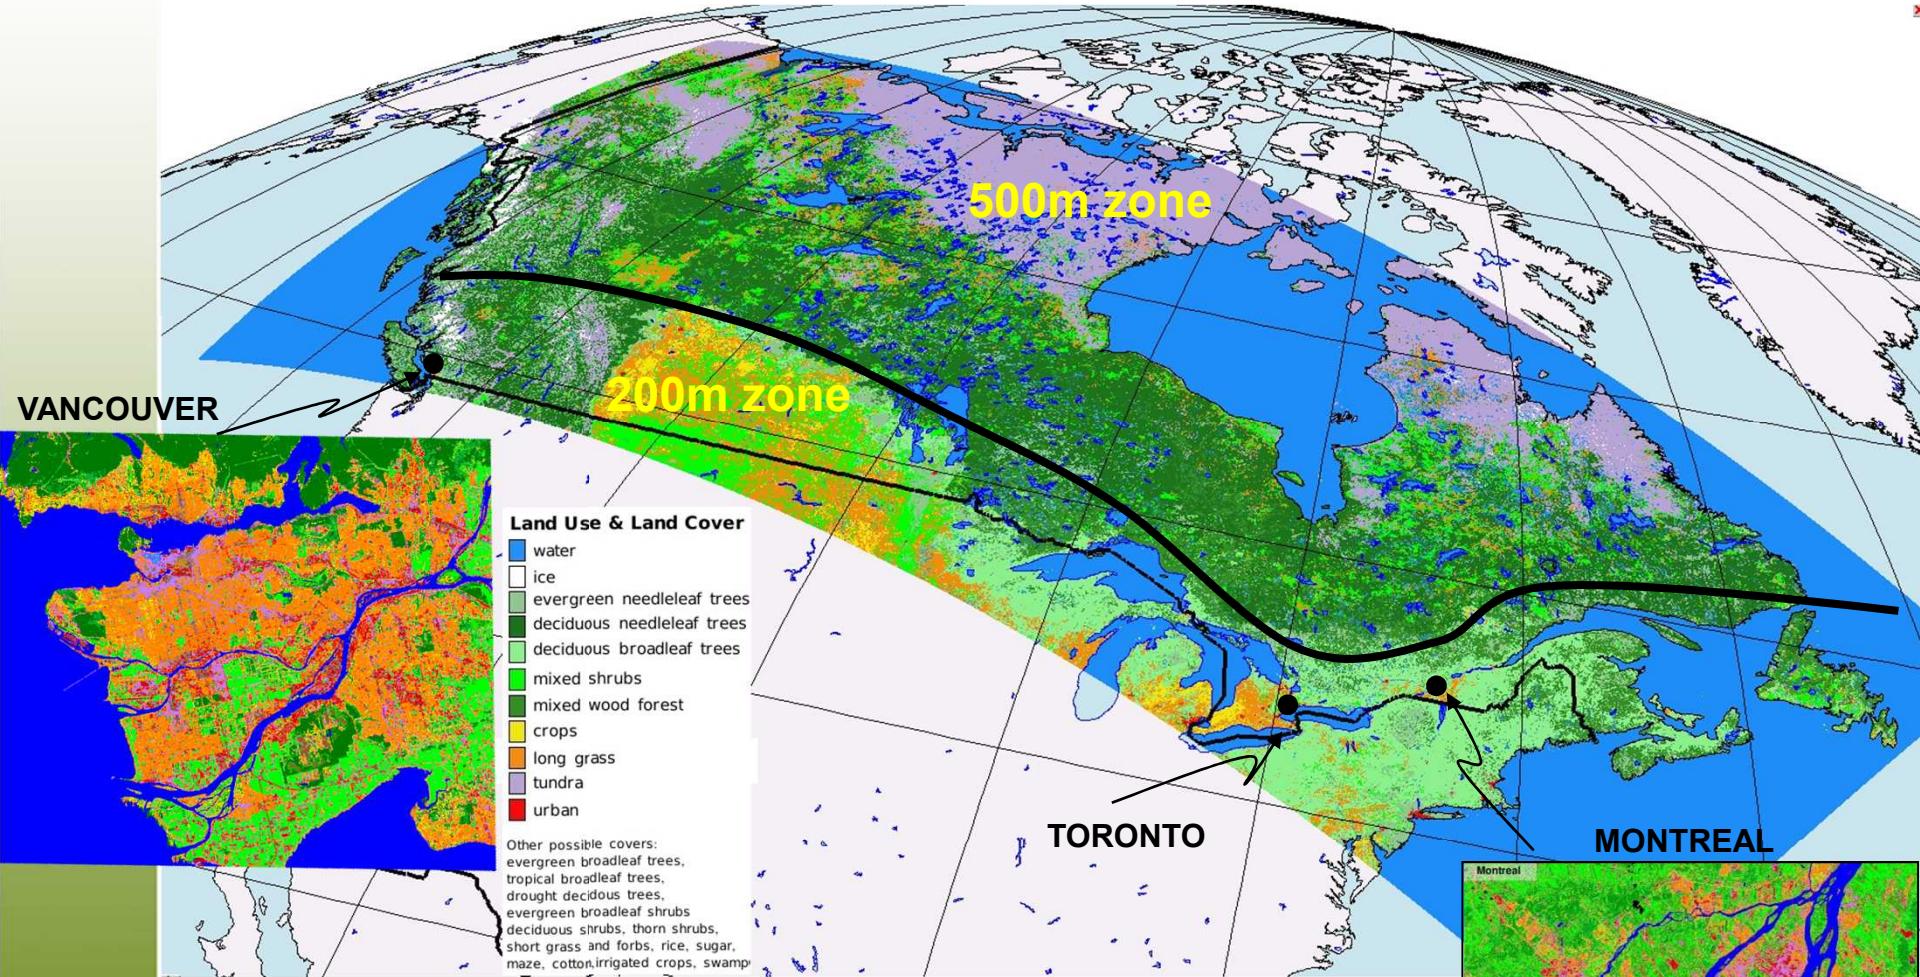 500m zone
200m zone
VANCOUVER
Land Use & Land Cover
water
ice
evergreen needleleaf trees
deciduous needleleaf trees
deciduous broadleaf trees
mixed shrubs
mixed wood forest
crops
long grass
tundra
urban
Other possible covers:
evergreen broadleaf trees,
tropical broadleaf trees,
drought decidous trees,
evergreen broadleaf shrubs
deciduous shrubs, thorn shrubs,
short grass and forbs, rice, sugar,
maze, cotton,irrigated crops, swamp
TORONTO
MONTREAL
Montreal